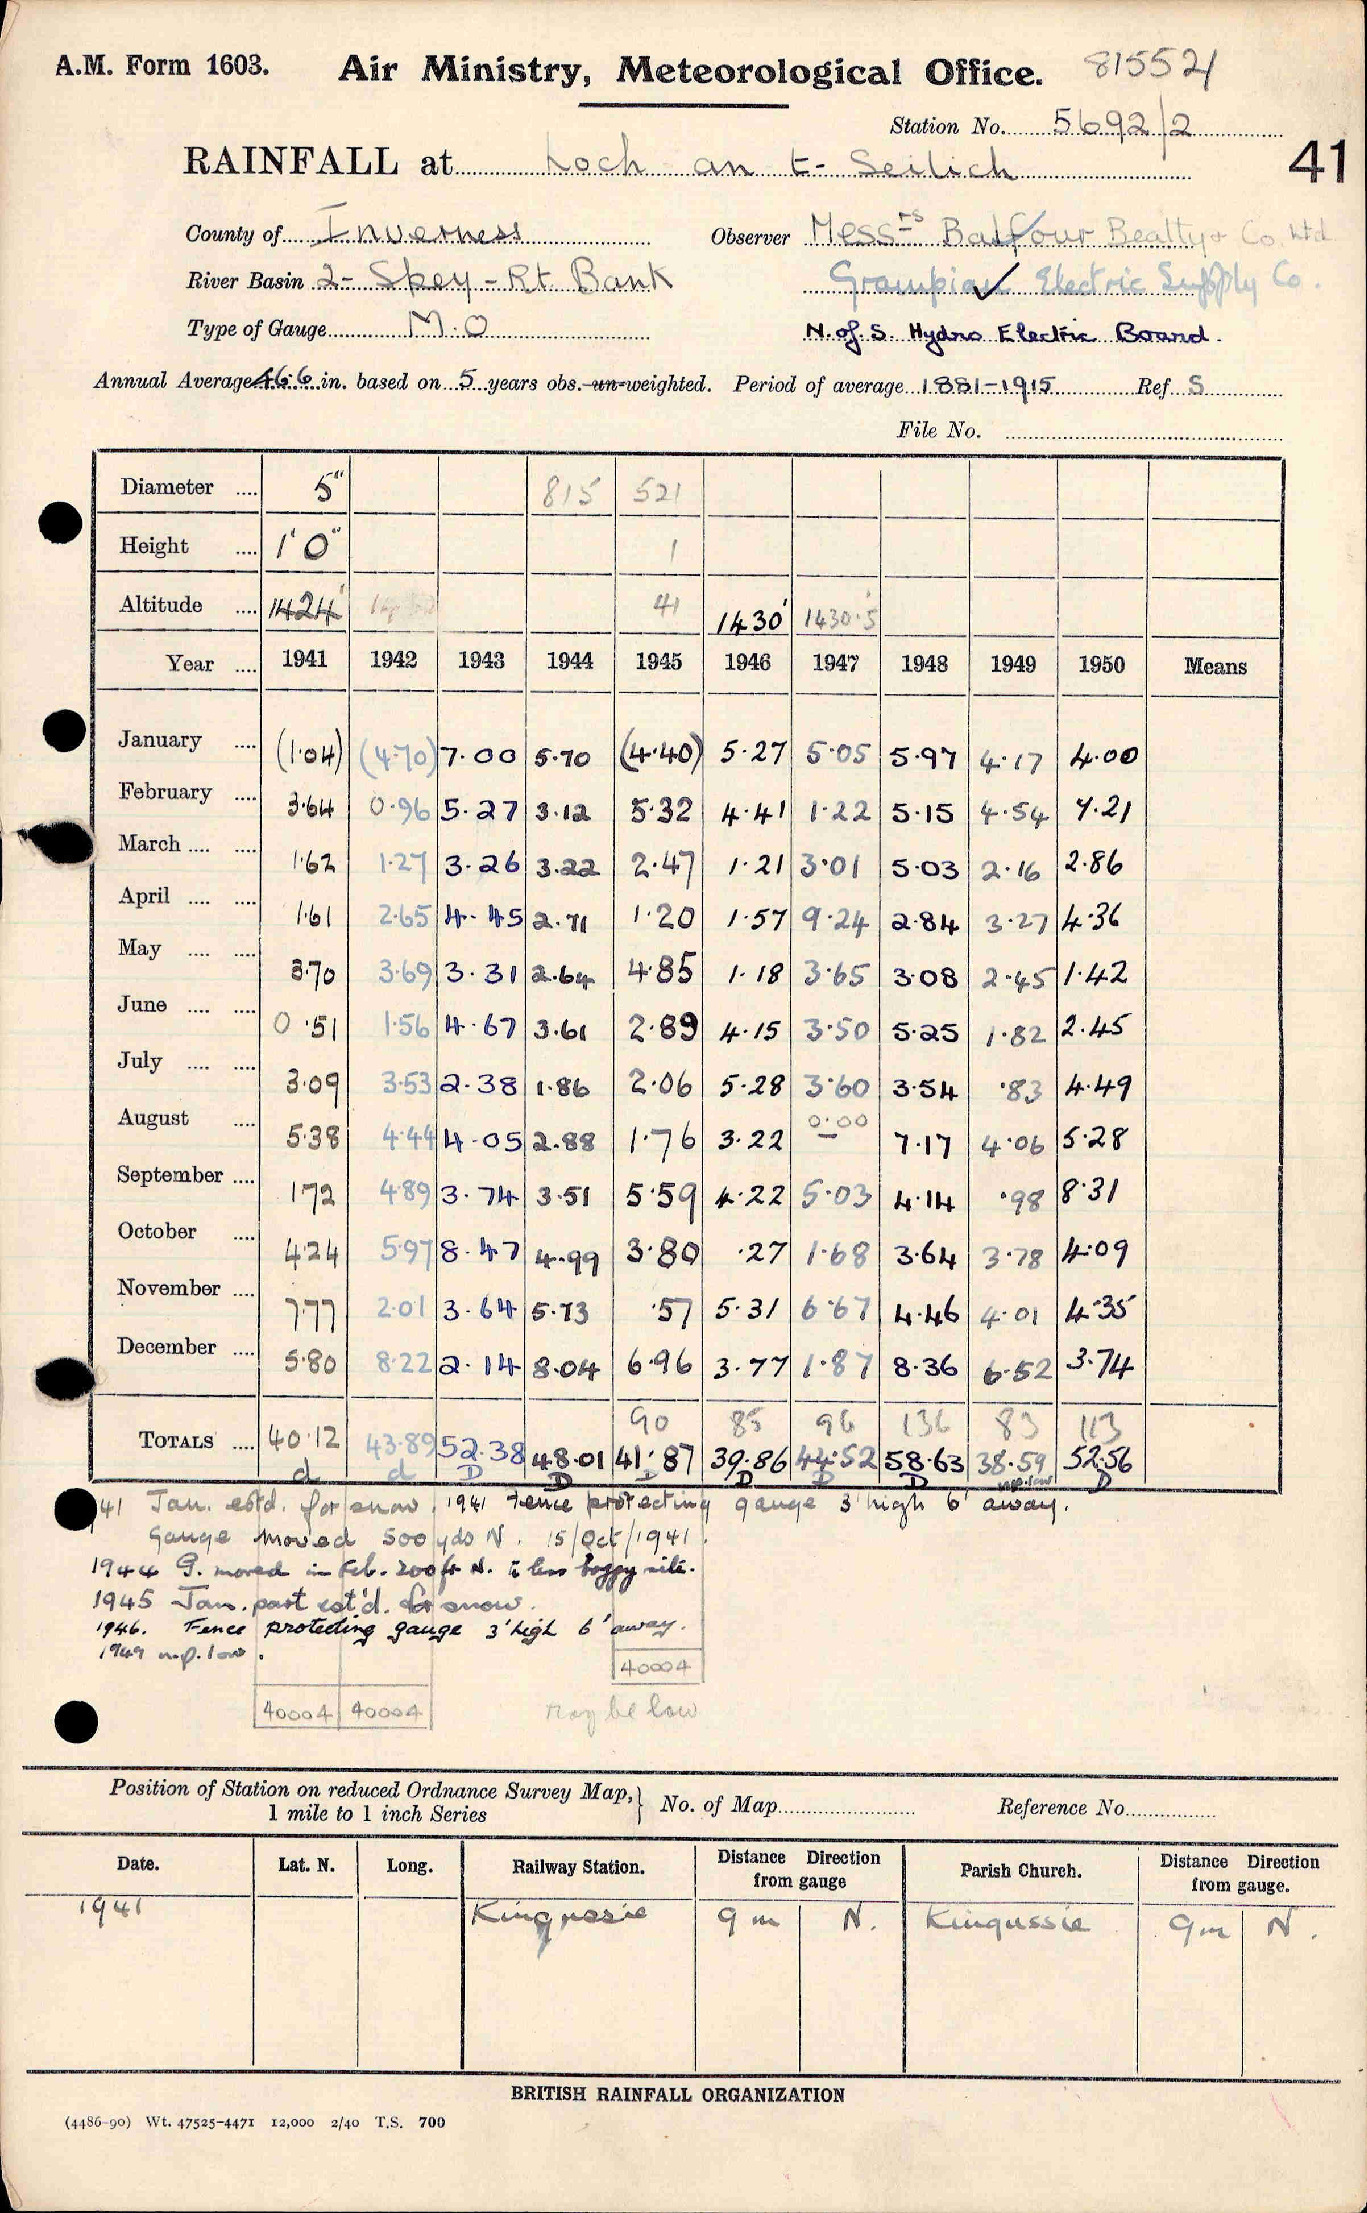 A.M. Form 1603. Air Ministry, Meteorological Office. 815521
Station No. 5692/2
RAINFALL at Loch an t- Seilich 41
County of Inverness Observer Messrs Balfour Beatty & Co Ltd
River Basin 2- Spey - Rt. Bank Grampian Electric Supply Co.
Type of Gauge M.O N. of S. Hydro Electric Board.
Annual Average 46.6 in. based on 5 years obs. un-weighted. Period of average 1881-1915 Ref. S
File No.
Diameter .... 5" 815 521
Height .... 1' 0" 1
Altitude .... 1424' 41 1430' 1430.5
Year .... 1941 1942 1943 1944 1945 1946 1947 1948 1949 1950 Means
January .... (1.04) (4.70) 7.00 5.70 (4.40) 5.27 5.05 5.97 4.17 4.00
February .... 3.64 0.96 5.27 3.12 5.32 4.41 1.22 5.15 4.54 7.21
March .... .... 1.62 1.27 3.26 3.22 2.47 1.21 3.01 5.03 2.16 2.86
April .... .... 1.61 2.65 4.45 2.71 1.20 1.57 9.24 2.84 3.27 4.36
May .... .... 3.70 3.69 3.31 2.64 4.85 1.18 3.65 3.08 2.45 1.42
June .... .... 0.51 1.56 4.67 3.61 2.89 4.15 3.50 5.25 1.82 2.45
July .... .... 3.09 3.53 2.38 1.86 2.06 5.28 3.60 3.54 .83 4.49
August .... 5.38 4.44 4.05 2.88 1.76 3.22 0.00 7.17 4.06 5.28
September .... 1.72 4.89 3.74 3.51 5.59 4.22 5.03 4.14 .98 8.31
October .... 4.24 5.97 8.47 4.99 3.80 .27 1.68 3.64 3.78 4.09
November .... 7.77 2.01 3.64 5.73 .57 5.31 6.67 4.46 4.01 4.35
December .... 5.80 8.22 2.14 8.04 6.96 3.77 1.87 8.36 6.52 3.74
90 85 96 136 83 113
TOTALS .... 40.12 43.89 52.38 48.01 41.87 39.86 44.52 58.63 38.59 52.56
d d D D D D D D m.p. low D
41 Jan. estd. for snow. 1941 Fence protecting gauge 3' high 6' away.
Gauge moved 500 yds N. 15/Oct/1941.
1944 G. moved in Feb. 200ft N. to less boggy site.
1945 Jan. part est'd. for snow.
1946. Fence protecting gauge 3' high 6' away.
1949 m.p. low.
40004
40004 40004 may be low
Position of Station on reduced Ordnance Survey Map, } No. of Map Reference No.
1 mile to 1 inch Series
Date. Lat. N. Long. Railway Station. Distance Direction from gauge Parish Church. Distance Direction from gauge.
1941 Kingussie 9 m N. Kingussie 9m N.
BRITISH RAINFALL ORGANIZATION
(4486-90) Wt. 47525-4471 12,000 2/40 T.S. 700